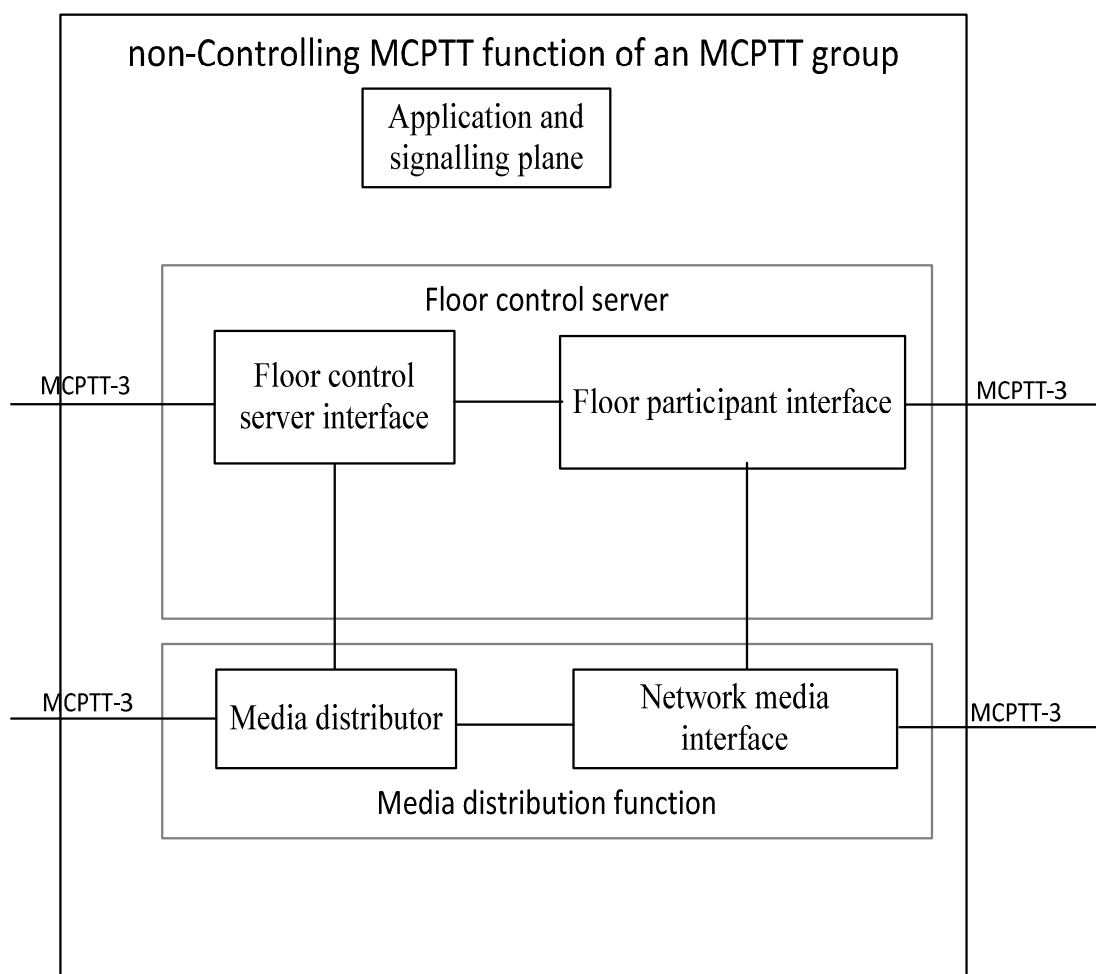 non-Controlling MCPTT function of an MCPTT group
Application and
signalling plane
Floor control server
Floor control
server interface
Floor participant interface
MCPTT-3
MCPTT-3
Media distributor
Network media
interface
MCPTT-3
MCPTT-3
Media distribution function